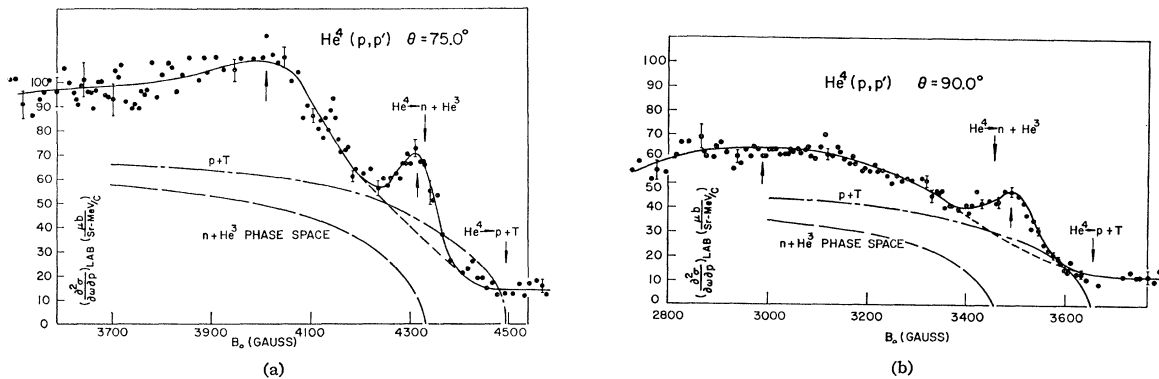 He⁴(p,p′) θ = 75.0°
100
90
80
70
60
50
40
30
20
10
0
(∂²σ/∂ω∂p)LAB (μb/Sr-MeV/C)
He⁴→n + He³
p+T
n+He³ PHASE SPACE
He⁴→p+T
3700 3900 4100 4300 4500
B₀ (GAUSS)
(a)
He⁴(p,p′) θ = 90.0°
100
90
80
70
60
50
40
30
20
10
0
(∂²σ/∂ω∂p)LAB (μb/Sr-MeV/C)
He⁴→n + He³
p+T
n+He³ PHASE SPACE
He⁴→p+T
2800 3000 3200 3400 3600
B₀ (GAUSS)
(b)